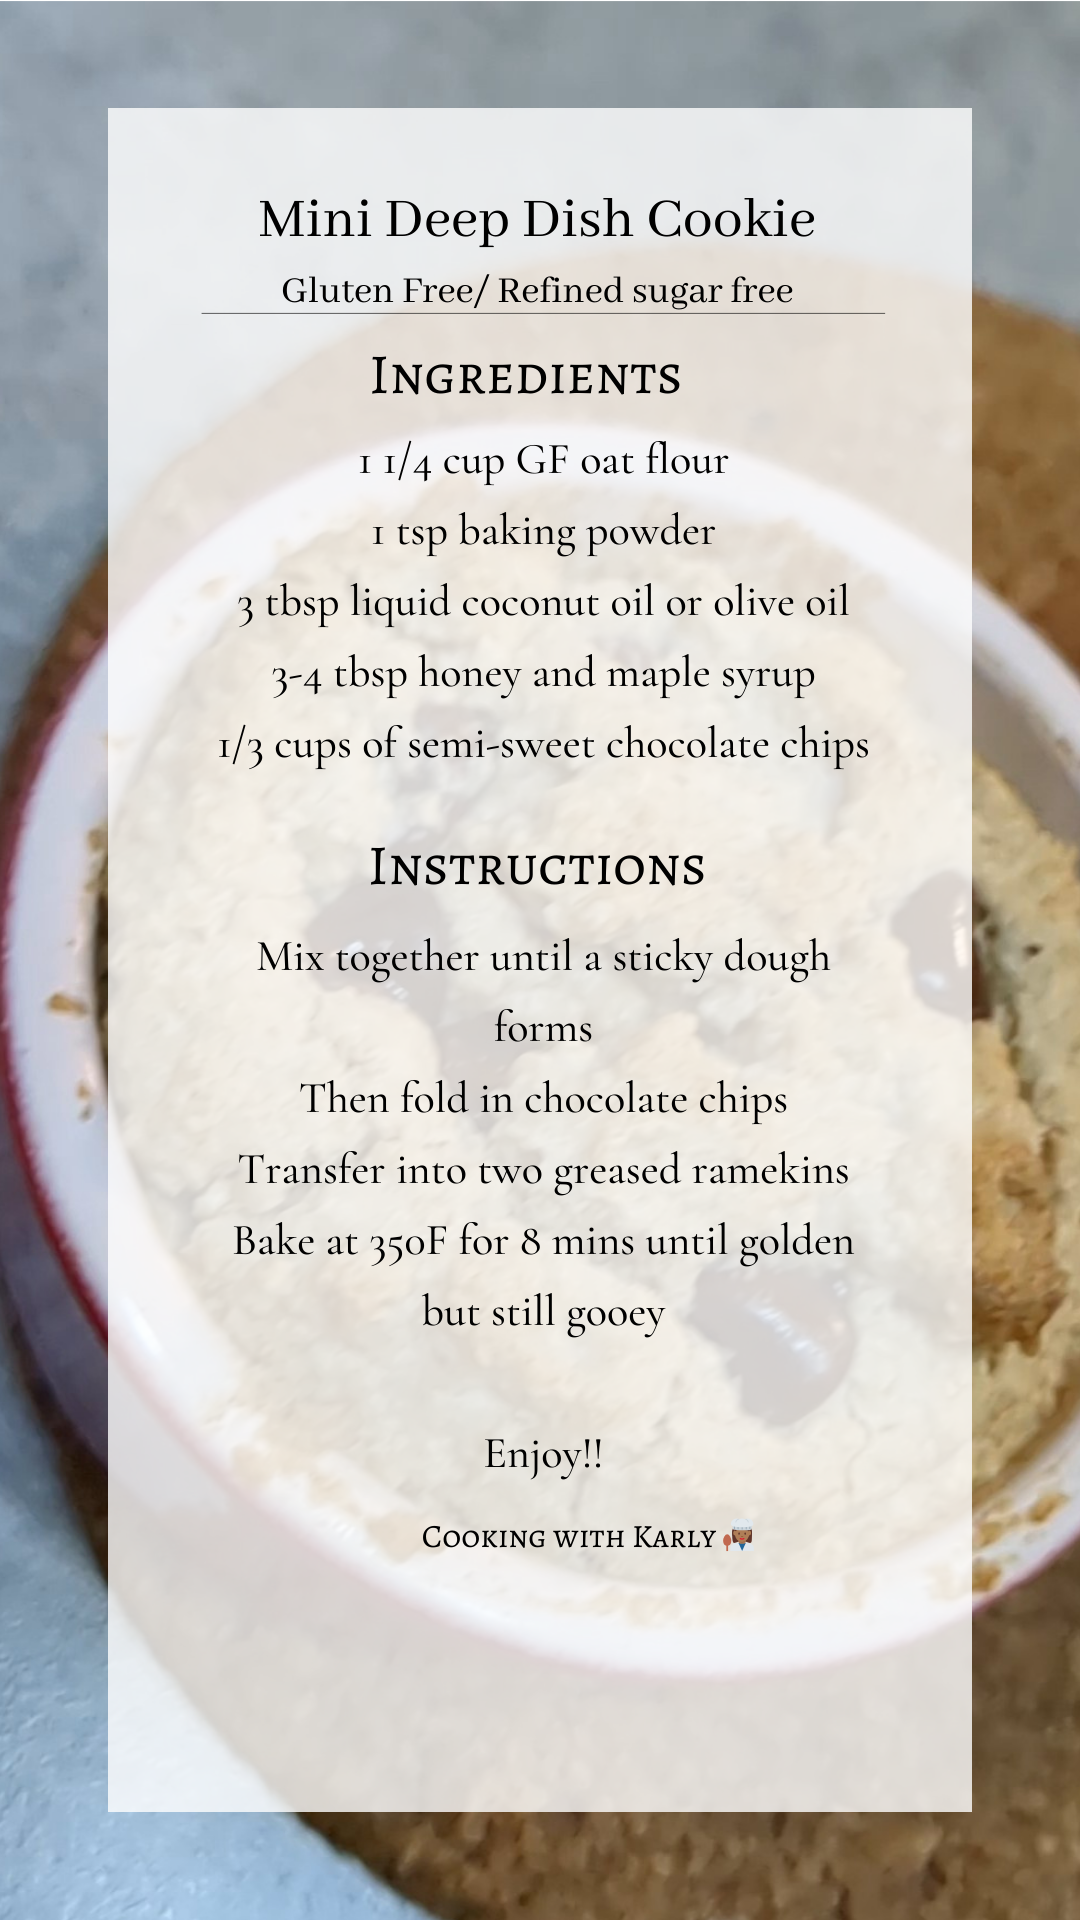 Mini Deep Dish Cookie
Gluten Free/ Refined sugar free
Ingredients
1 1/4 cup GF oat flour
1 tsp baking powder
3 tbsp liquid coconut oil or olive oil
3-4 tbsp honey and maple syrup
1/3 cups of semi-sweet chocolate chips
Instructions
Mix together until a sticky dough
forms
Then fold in chocolate chips
Transfer into two greased ramekins
Bake at 350F for 8 mins until golden
but still gooey
Enjoy!!
Cooking with Karly 👩🏾‍🍳